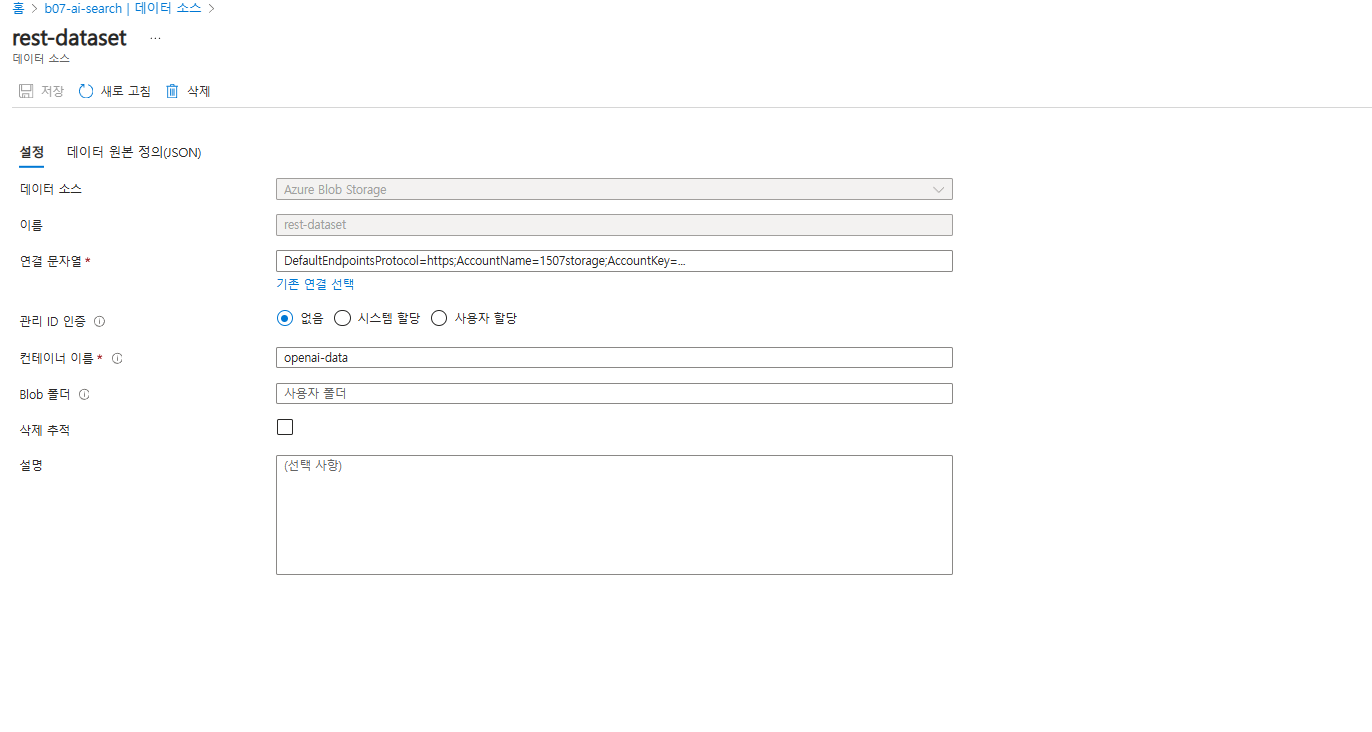 홈 > b07-ai-search | 데이터 소스 >
rest-dataset ...
데이터 소스
저장 새로 고침 삭제
설정 데이터 원본 정의(JSON)
데이터 소스 Azure Blob Storage
이름 rest-dataset
연결 문자열* DefaultEndpointsProtocol=https;AccountName=1507storage;AccountKey=...
기존 연결 선택
관리 ID 인증 없음 시스템 할당 사용자 할당
컨테이너 이름* openai-data
Blob 폴더 사용자 폴더
삭제 추적
설명 (선택 사항)